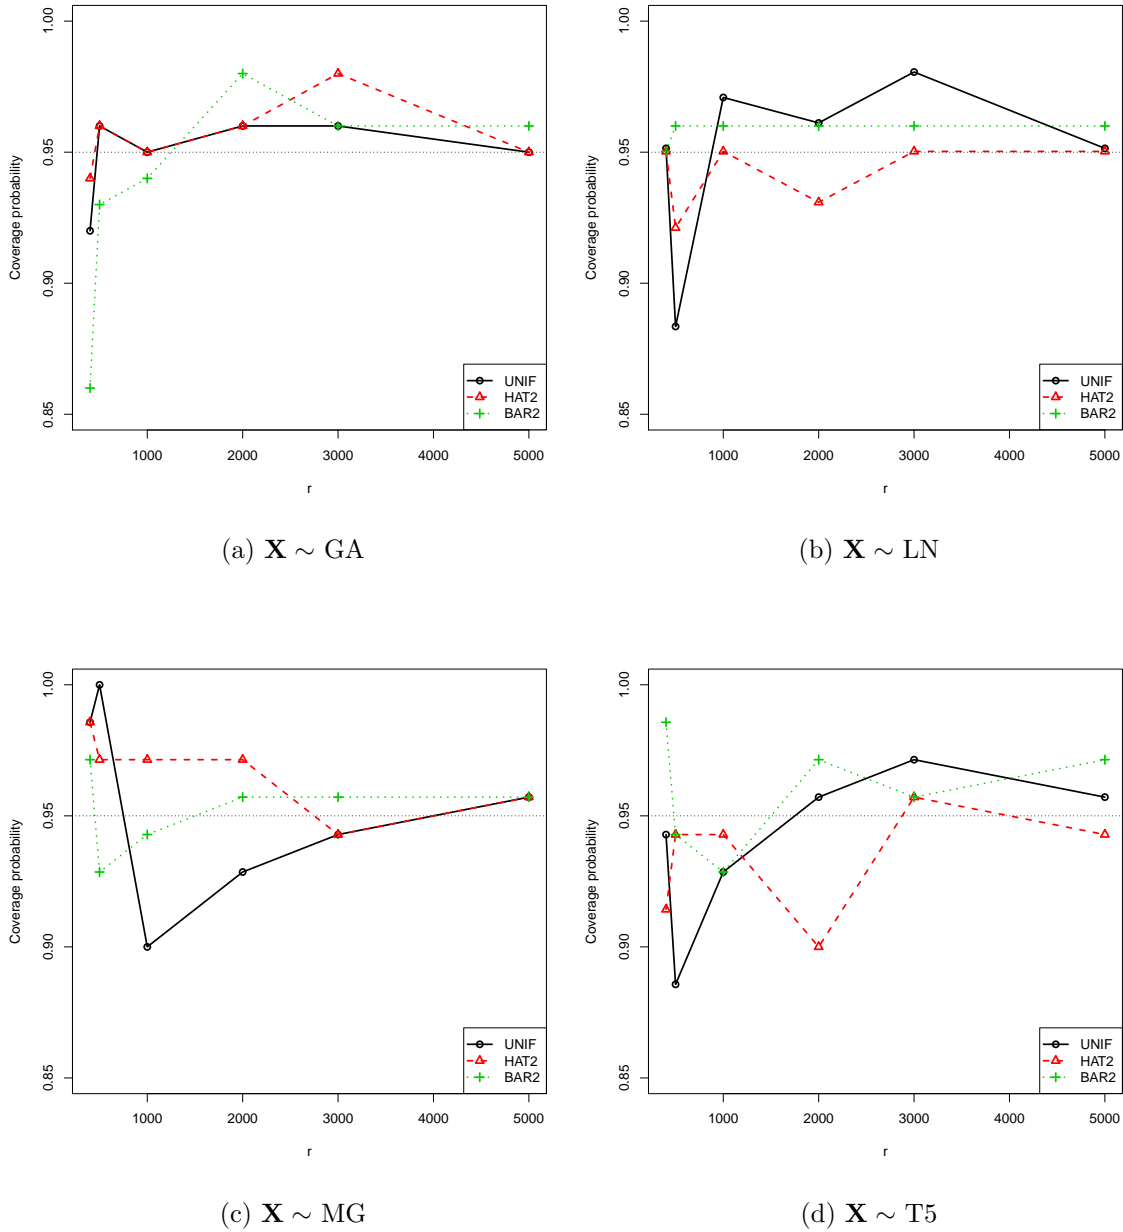 1.00
0.95
0.90
0.85
Coverage probability
1000 2000 3000 4000 5000
r
UNIF
HAT2
BAR2
(a) X ∼ GA
1.00
0.95
0.90
0.85
Coverage probability
1000 2000 3000 4000 5000
r
UNIF
HAT2
BAR2
(b) X ∼ LN
1.00
0.95
0.90
0.85
Coverage probability
1000 2000 3000 4000 5000
r
UNIF
HAT2
BAR2
(c) X ∼ MG
1.00
0.95
0.90
0.85
Coverage probability
1000 2000 3000 4000 5000
r
UNIF
HAT2
BAR2
(d) X ∼ T5